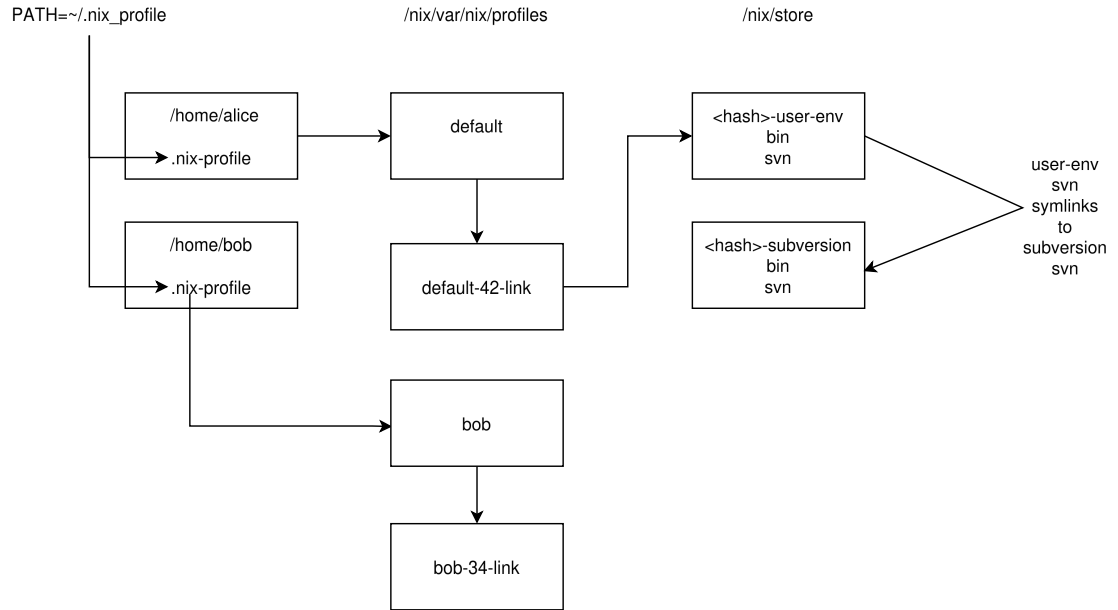 PATH=~/.nix_profile
/nix/var/nix/profiles
/nix/store
/home/alice
.nix-profile
default
<hash>-user-env
bin
svn
user-env
svn
symlinks
to
subversion
svn
/home/bob
.nix-profile
default-42-link
<hash>-subversion
bin
svn
bob
bob-34-link